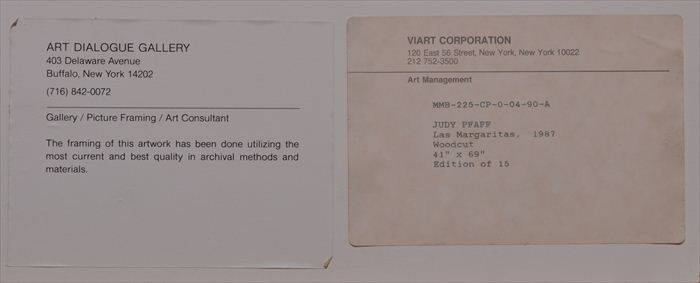 ART DIALOGUE GALLERY
403 Delaware Avenue
Buffalo, New York 14202
(716) 842-0072
Gallery / Picture Framing / Art Consultant
The framing of this artwork has been done utilizing the
most current and best quality in archival methods and
materials.
VIART CORPORATION
120 East 56 Street, New York, New York 10022
212 752-3500
Art Management
MMB-225-CP-0-04-90-A
JUDY PFAFF
Las Margaritas, 1987
Woodcut
41" x 69"
Edition of 15